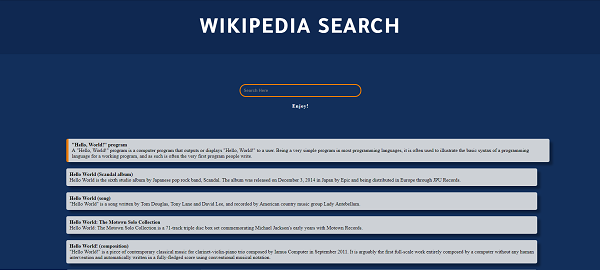 WIKIPEDIA SEARCH
Search Here
Enjoy!
"Hello, World!" program
A "Hello, World!" program is a computer program that outputs or displays "Hello, World!" to a user. Being a very simple program in most programming languages, it is often used to illustrate the basic syntax of a programming
language for a working program, and as such is often the very first program people write.
Hello World (Scandal album)
Hello World is the sixth studio album by Japanese pop rock band, Scandal. The album was released on December 3, 2014 in Japan by Epic and being distributed in Europe through JPU Records.
Hello World (song)
"Hello World" is a song written by Tom Douglas, Tony Lane and David Lee, and recorded by American country music group Lady Antebellum.
Hello World: The Motown Solo Collection
Hello World: The Motown Solo Collection is a 71-track triple disc box set commemorating Michael Jackson's early years with Motown Records.
Hello World! (composition)
"Hello World!" is a piece of contemporary classical music for clarinet-violin-piano trio composed by Iamus Computer in September 2011. It is arguably the first full-scale work entirely composed by a computer without any human
intervention and automatically written in a fully-fledged score using conventional musical notation.